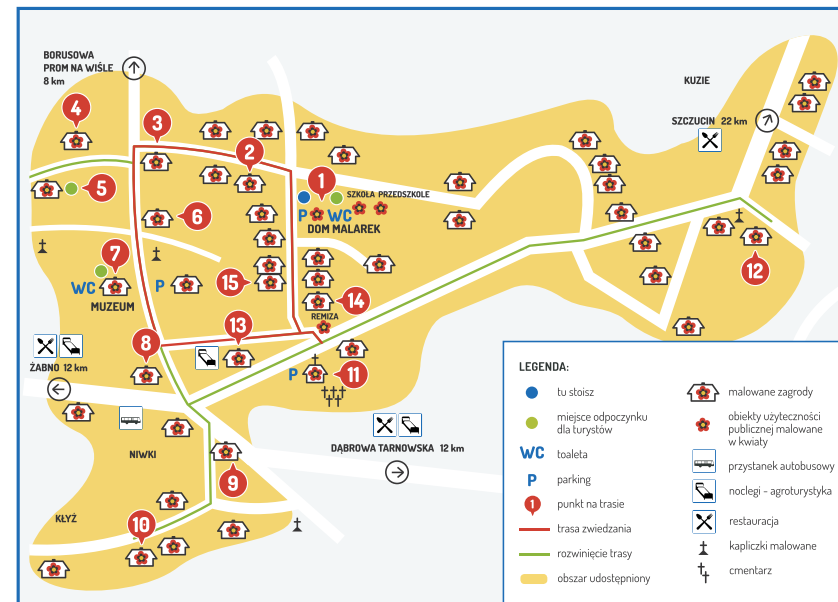 BORUSOWA
PROM NA WIŚLE
8 km
KUZIE
SZCZUCIN 22 km
4
3
2
1
SZKOŁA PRZEDSZKOLE
P WC
DOM MALAREK
5
6
7
WC
P
MUZEUM
15
14
REMIZA
12
8
13
ŻABNO 12 km
P
11
NIWKI
DĄBROWA TARNOWSKA 12 km
9
KŁYŻ
10
LEGENDA:
tu stoisz
miejsce odpoczynku
dla turystów
WC toaleta
P parking
1 punkt na trasie
trasa zwiedzania
rozwinięcie trasy
obszar udostępniony
malowane zagrody
obiekty użyteczności
publicznej malowane
w kwiaty
przystanek autobusowy
noclegi - agroturystyka
restauracja
kapliczki malowane
cmentarz